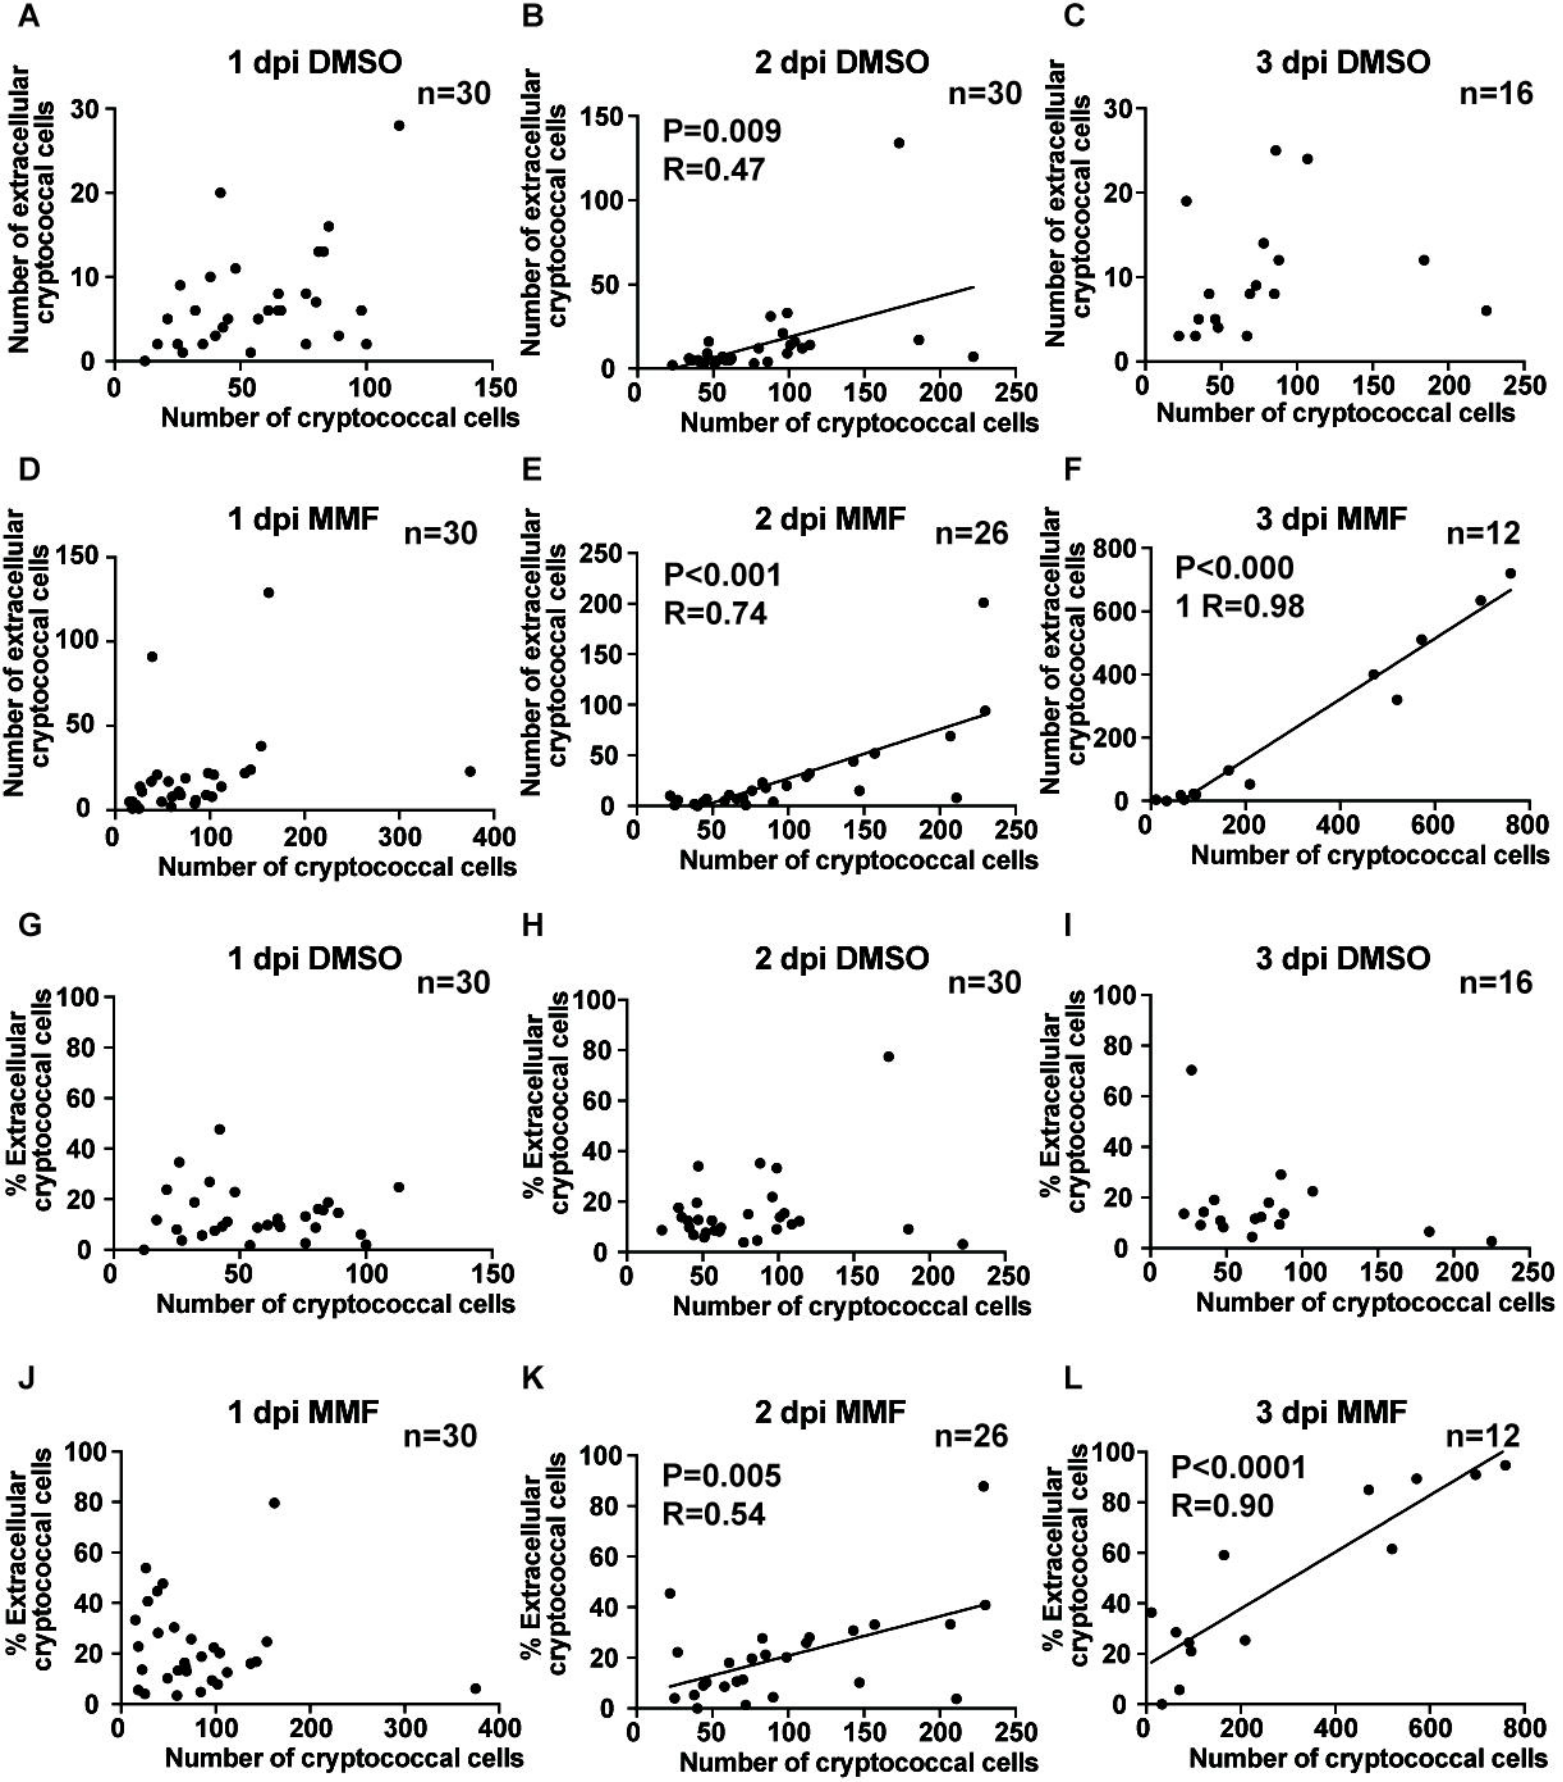 A
1 dpi DMSO
n=30
Number of extracellular
cryptococcal cells
30
20
10
0
0 50 100 150
Number of cryptococcal cells
B
2 dpi DMSO
n=30
P=0.009
R=0.47
Number of extracellular
cryptococcal cells
150
100
50
0
0 50 100 150 200 250
Number of cryptococcal cells
C
3 dpi DMSO
n=16
Number of extracellular
cryptococcal cells
30
20
10
0
0 50 100 150 200 250
Number of cryptococcal cells
D
1 dpi MMF
n=30
Number of extracellular
cryptococcal cells
150
100
50
0
0 100 200 300 400
Number of cryptococcal cells
E
2 dpi MMF
n=26
P<0.001
R=0.74
Number of extracellular
cryptococcal cells
250
200
150
100
50
0
0 50 100 150 200 250
Number of cryptococcal cells
F
3 dpi MMF
n=12
P<0.000
1 R=0.98
Number of extracellular
cryptococcal cells
800
600
400
200
0
0 200 400 600 800
Number of cryptococcal cells
G
1 dpi DMSO
n=30
% Extracellular
cryptococcal cells
100
80
60
40
20
0
0 50 100 150
Number of cryptococcal cells
H
2 dpi DMSO
n=30
% Extracellular
cryptococcal cells
100
80
60
40
20
0
0 50 100 150 200 250
Number of cryptococcal cells
I
3 dpi DMSO
n=16
% Extracellular
cryptococcal cells
100
80
60
40
20
0
0 50 100 150 200 250
Number of cryptococcal cells
J
1 dpi MMF
n=30
% Extracellular
cryptococcal cells
100
80
60
40
20
0
0 100 200 300 400
Number of cryptococcal cells
K
2 dpi MMF
n=26
P=0.005
R=0.54
% Extracellular
cryptococcal cells
100
80
60
40
20
0
0 50 100 150 200 250
Number of cryptococcal cells
L
3 dpi MMF
n=12
P<0.0001
R=0.90
% Extracellular
cryptococcal cells
100
80
60
40
20
0
0 200 400 600 800
Number of cryptococcal cells